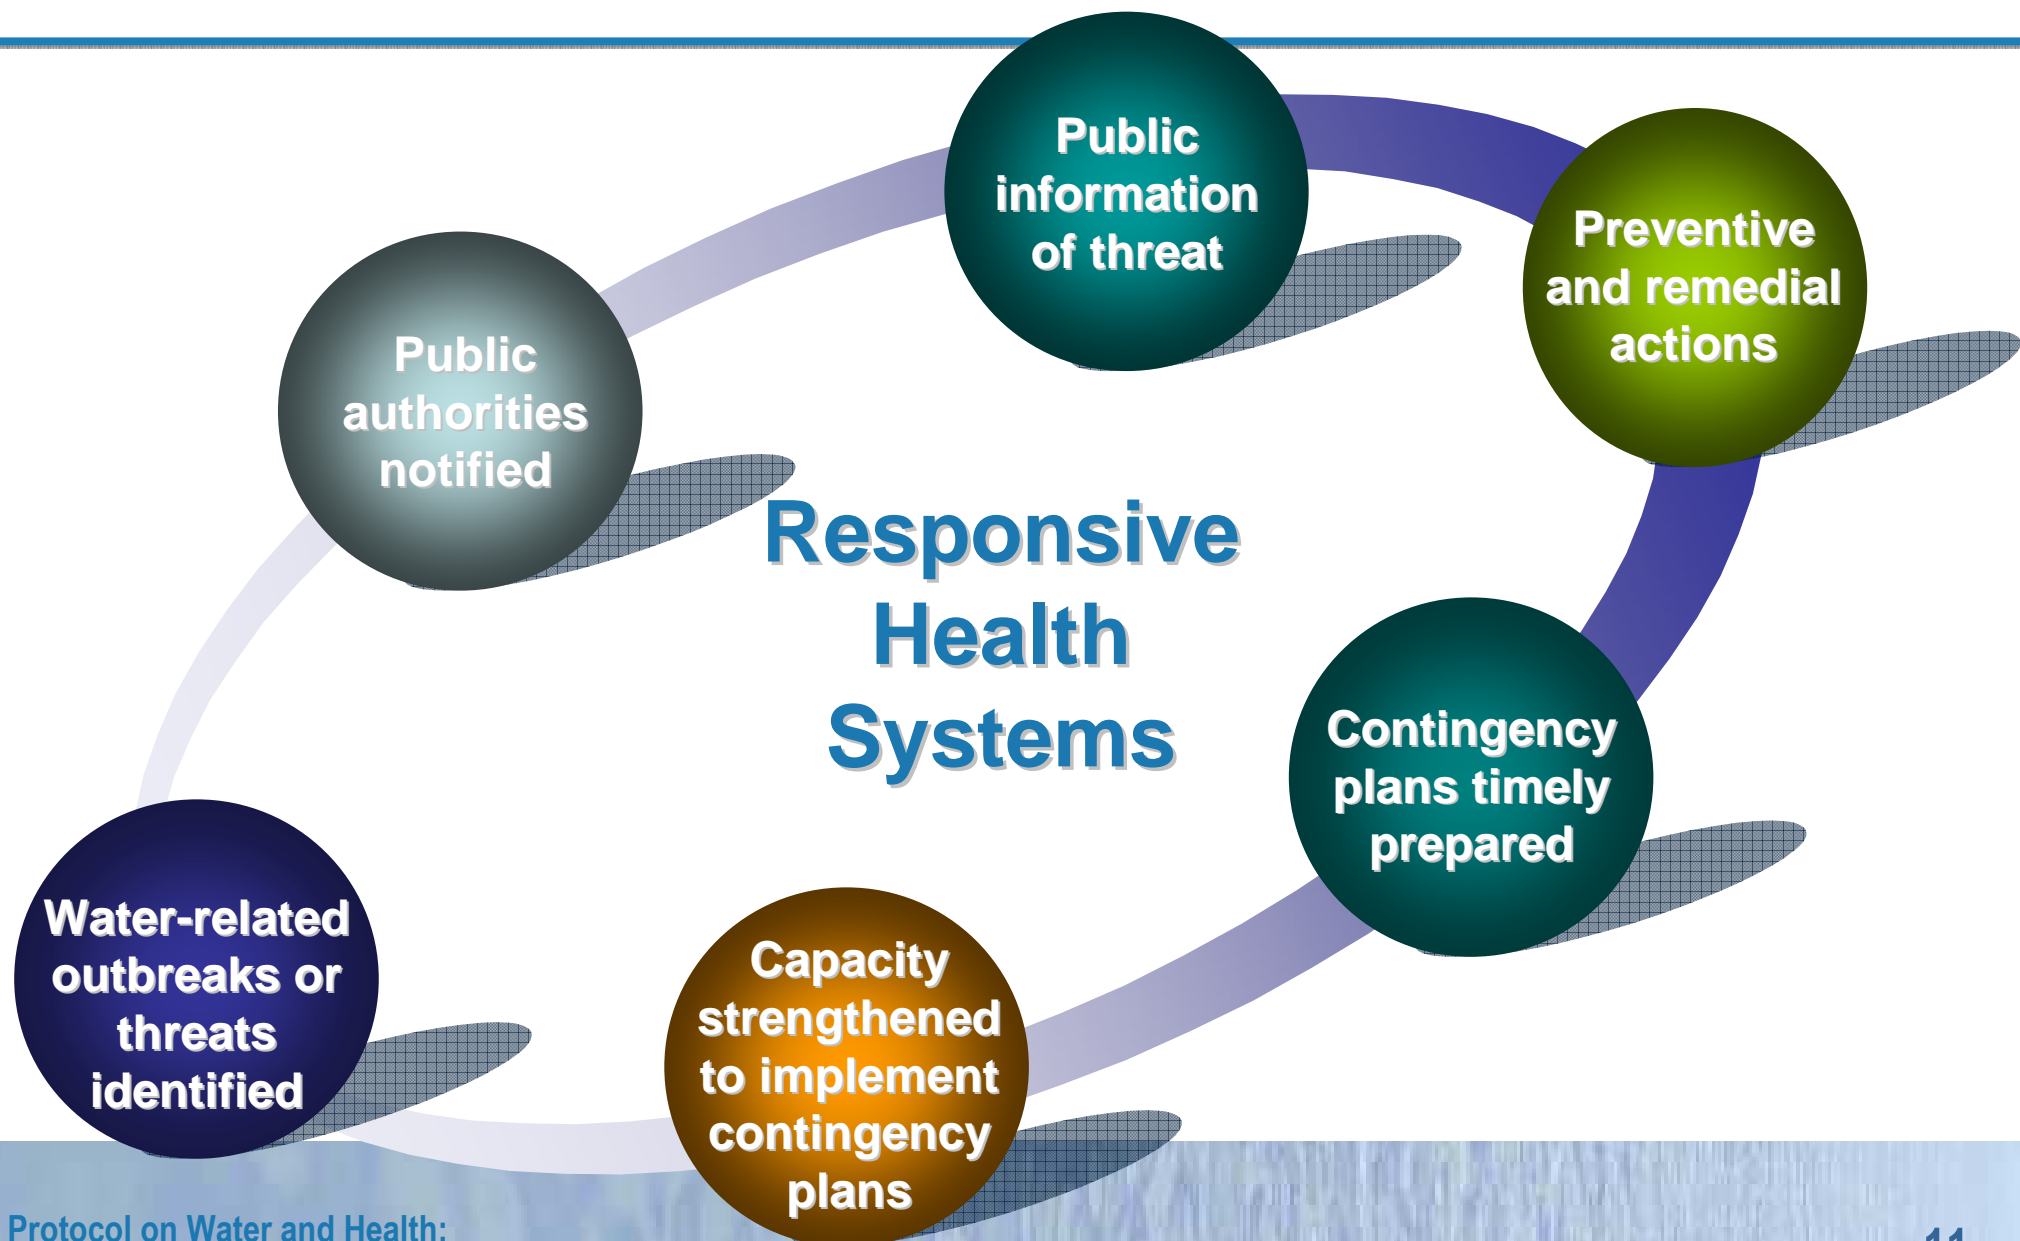 Public
information
of threat
Preventive
and remedial
actions
Public
authorities
notified
Responsive
Health
Systems
Contingency
plans timely
prepared
Water-related
outbreaks or
threats
identified
Capacity
strengthened
to implement
contingency
plans
Protocol on Water and Health:
11